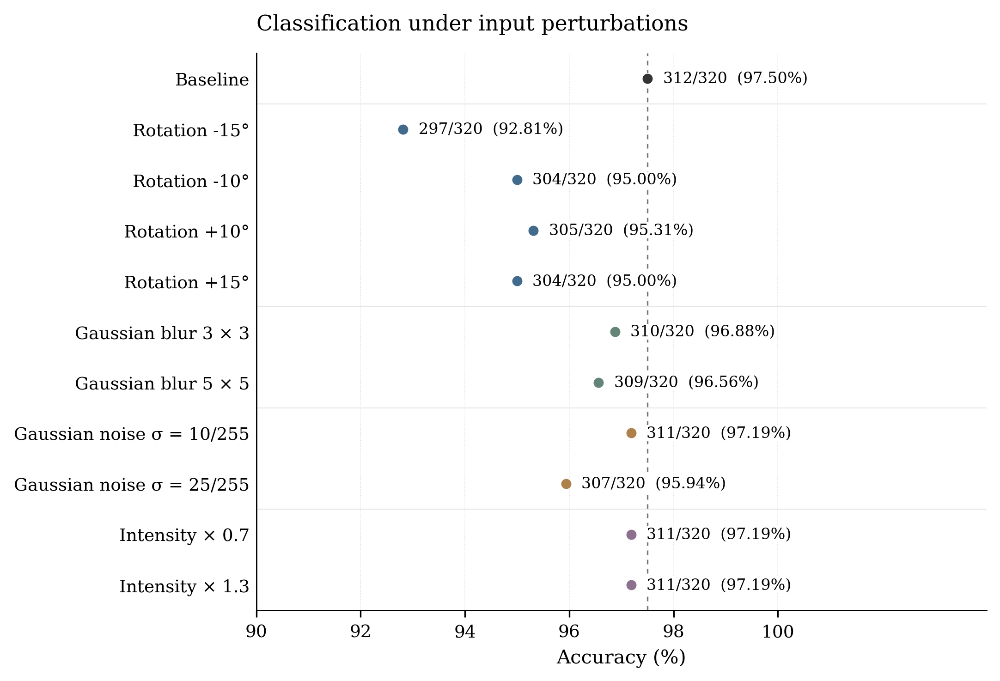 Classification under input perturbations
Baseline 312/320 (97.50%)
Rotation -15° 297/320 (92.81%)
Rotation -10° 304/320 (95.00%)
Rotation +10° 305/320 (95.31%)
Rotation +15° 304/320 (95.00%)
Gaussian blur 3 × 3 310/320 (96.88%)
Gaussian blur 5 × 5 309/320 (96.56%)
Gaussian noise σ = 10/255 311/320 (97.19%)
Gaussian noise σ = 25/255 307/320 (95.94%)
Intensity × 0.7 311/320 (97.19%)
Intensity × 1.3 311/320 (97.19%)
90 92 94 96 98 100
Accuracy (%)